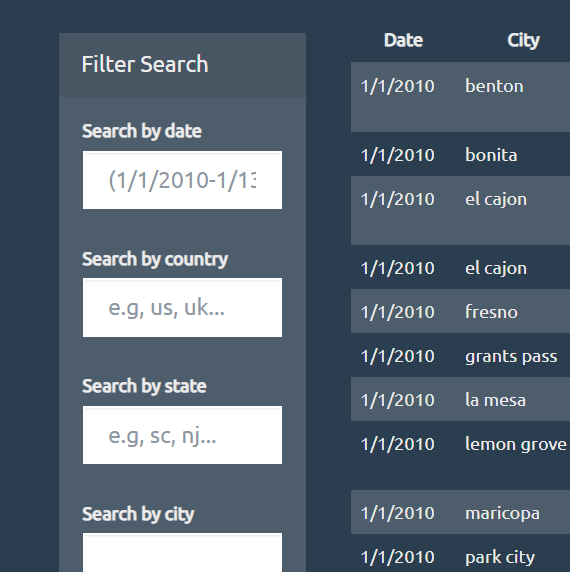 Filter Search
Search by date
(1/1/2010-1/13
Search by country
e.g, us, uk...
Search by state
e.g, sc, nj...
Search by city
Date City
1/1/2010 benton
1/1/2010 bonita
1/1/2010 el cajon
1/1/2010 el cajon
1/1/2010 fresno
1/1/2010 grants pass
1/1/2010 la mesa
1/1/2010 lemon grove
1/1/2010 maricopa
1/1/2010 park city